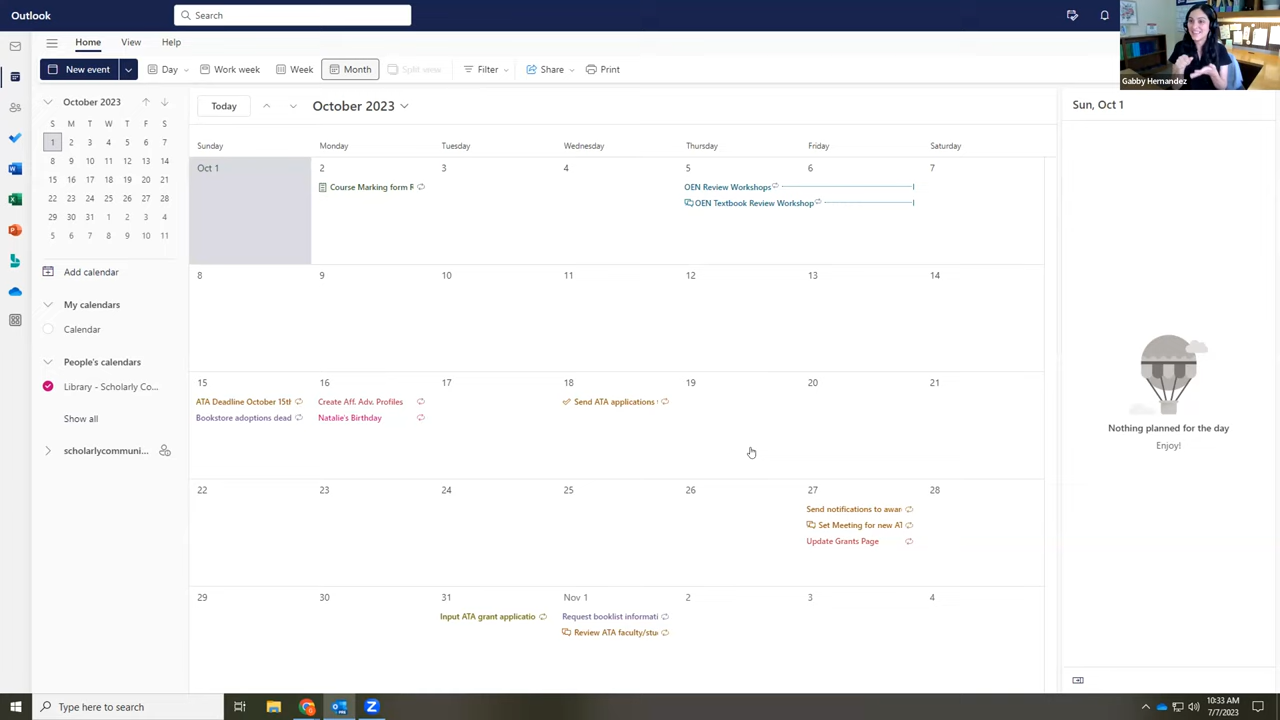 Outlook
Search
Gabby Hernandez
Home View Help
New event Day Work week Week Month Split view Filter Share Print
October 2023
S M T W T F S
1 2 3 4 5 6 7
8 9 10 11 12 13 14
15 16 17 18 19 20 21
22 23 24 25 26 27 28
29 30 31 1 2 3 4
5 6 7 8 9 10 11
Add calendar
My calendars
Calendar
People's calendars
Library - Scholarly Co...
Show all
scholarlycommuni...
Today October 2023
Sunday Monday Tuesday Wednesday Thursday Friday Saturday
Oct 1 2 3 4 5 6 7
Course Marking form F OEN Review Workshops
OEN Textbook Review Workshop
8 9 10 11 12 13 14
15 16 17 18 19 20 21
ATA Deadline October 15th Create Aff. Adv. Profiles Send ATA applications
Bookstore adoptions dead Natalie's Birthday
22 23 24 25 26 27 28
Send notifications to awar
Set Meeting for new AT
Update Grants Page
29 30 31 Nov 1 2 3 4
Input ATA grant applicatio Request booklist informati
Review ATA faculty/stu
Sun, Oct 1
Nothing planned for the day
Enjoy!
Type here to search
10:33 AM
7/7/2023